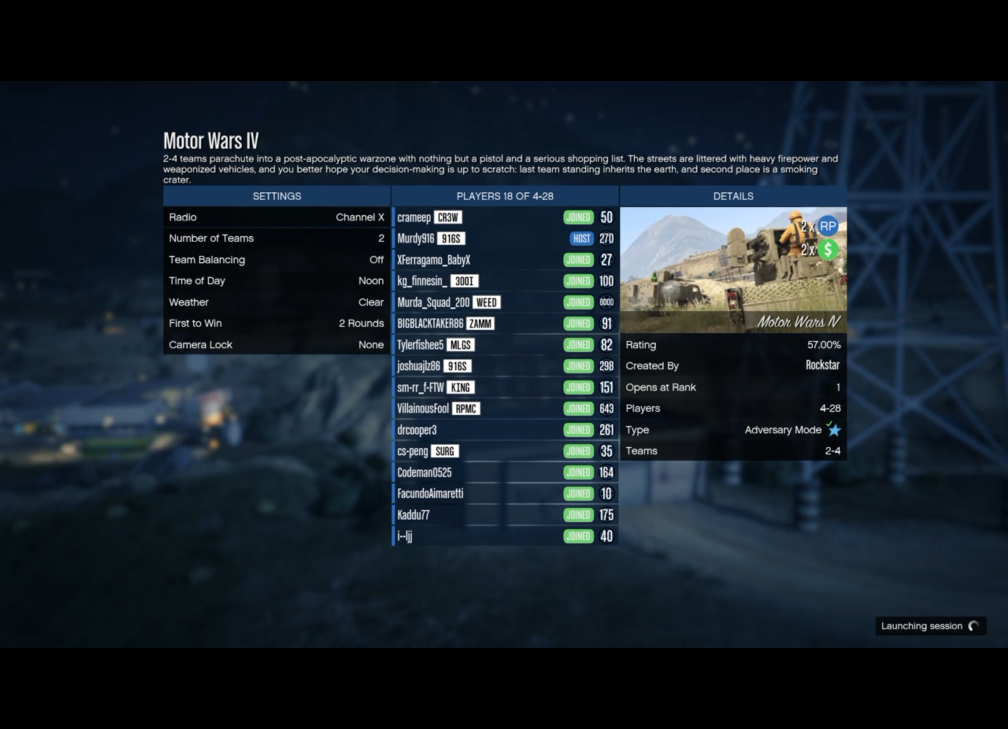 Motor Wars IV
2-4 teams parachute into a post-apocalyptic warzone with nothing but a pistol and a serious shopping list. The streets are littered with heavy firepower and
weaponized vehicles, and you better hope your decision-making is up to scratch: last team standing inherits the earth, and second place is a smoking
crater.
SETTINGS
Radio Channel X
Number of Teams 2
Team Balancing Off
Time of Day Noon
Weather Clear
First to Win 2 Rounds
Camera Lock None
PLAYERS 18 OF 4-28
crameep CR3W JOINED 50
Murdy916 916S HOST 270
XFerragamo_BabyX JOINED 27
kg_finnesin_ 300I JOINED 100
Murda_Squad_200 WEED JOINED 8000
BIGBLACKTAKER86 ZAMM JOINED 91
Tylerfishee5 MLGS JOINED 82
joshuajlz86 916S JOINED 298
sm-rr_f-FTW KING JOINED 151
VillainousFool RPMC JOINED 643
drcooper3 JOINED 261
cs-peng SURG JOINED 35
Codeman0525 JOINED 164
FacundoAimaretti JOINED 10
Kaddu77 JOINED 175
i--ljj JOINED 40
DETAILS
2x RP
2x $
Motor Wars IV
Rating 57.00%
Created By Rockstar
Opens at Rank 1
Players 4-28
Type Adversary Mode
Teams 2-4
Launching session